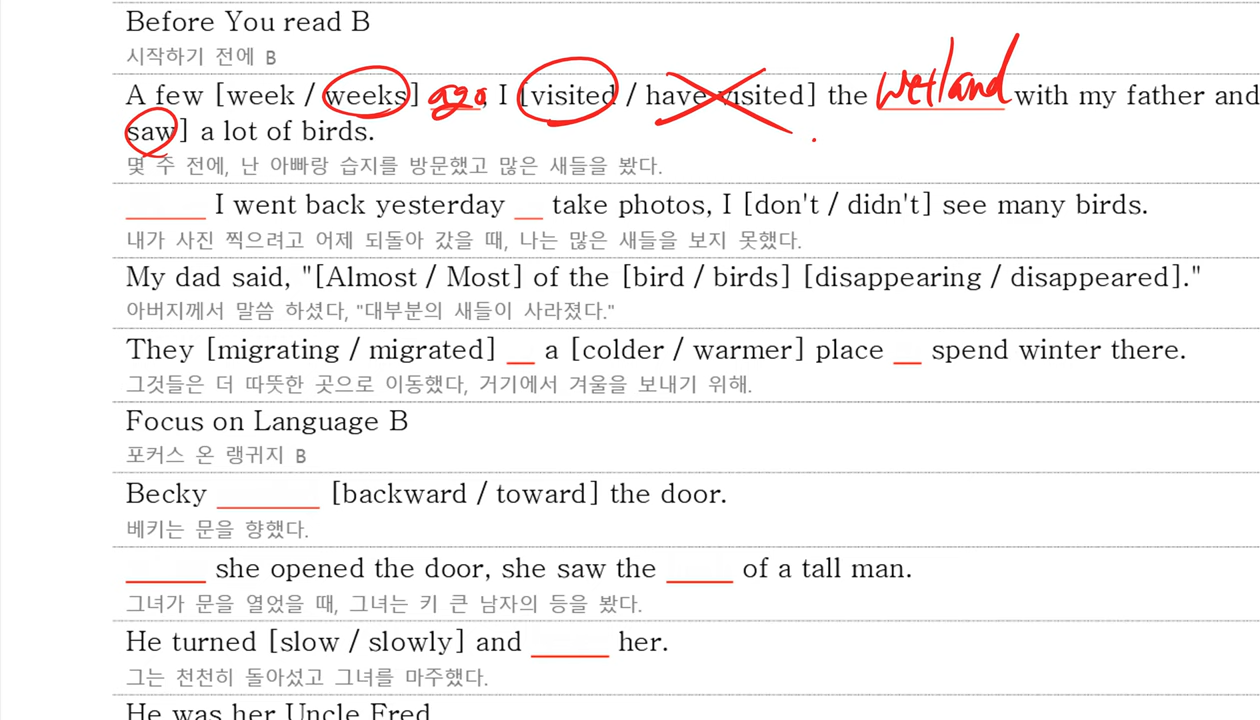 Before You read B
시작하기 전에 B
A few [week / weeks] ago, I [visited / have visited] the wetland with my father and
saw] a lot of birds.
몇 주 전에, 난 아빠랑 습지를 방문했고 많은 새들을 봤다.
I went back yesterday __ take photos, I [don't / didn't] see many birds.
내가 사진 찍으려고 어제 되돌아 갔을 때, 나는 많은 새들을 보지 못했다.
My dad said, "[Almost / Most] of the [bird / birds] [disappearing / disappeared]."
아버지께서 말씀 하셨다, "대부분의 새들이 사라졌다."
They [migrating / migrated] __ a [colder / warmer] place __ spend winter there.
그것들은 더 따뜻한 곳으로 이동했다, 거기에서 겨울을 보내기 위해.
Focus on Language B
포커스 온 랭귀지 B
Becky ______ [backward / toward] the door.
베키는 문을 향했다.
______ she opened the door, she saw the ____ of a tall man.
그녀가 문을 열었을 때, 그녀는 키 큰 남자의 등을 봤다.
He turned [slow / slowly] and _____ her.
그는 천천히 돌아섰고 그녀를 마주했다.
He was her Uncle Fred